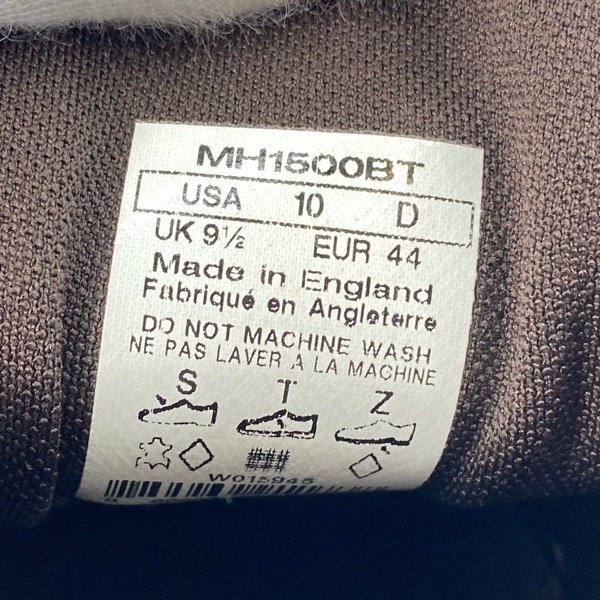 MH1500BT
USA 10 D
UK 9½ EUR 44
Made in England
Fabriqué en Angleterre
DO NOT MACHINE WASH
NE PAS LAVER A LA MACHINE
S T Z
W015945